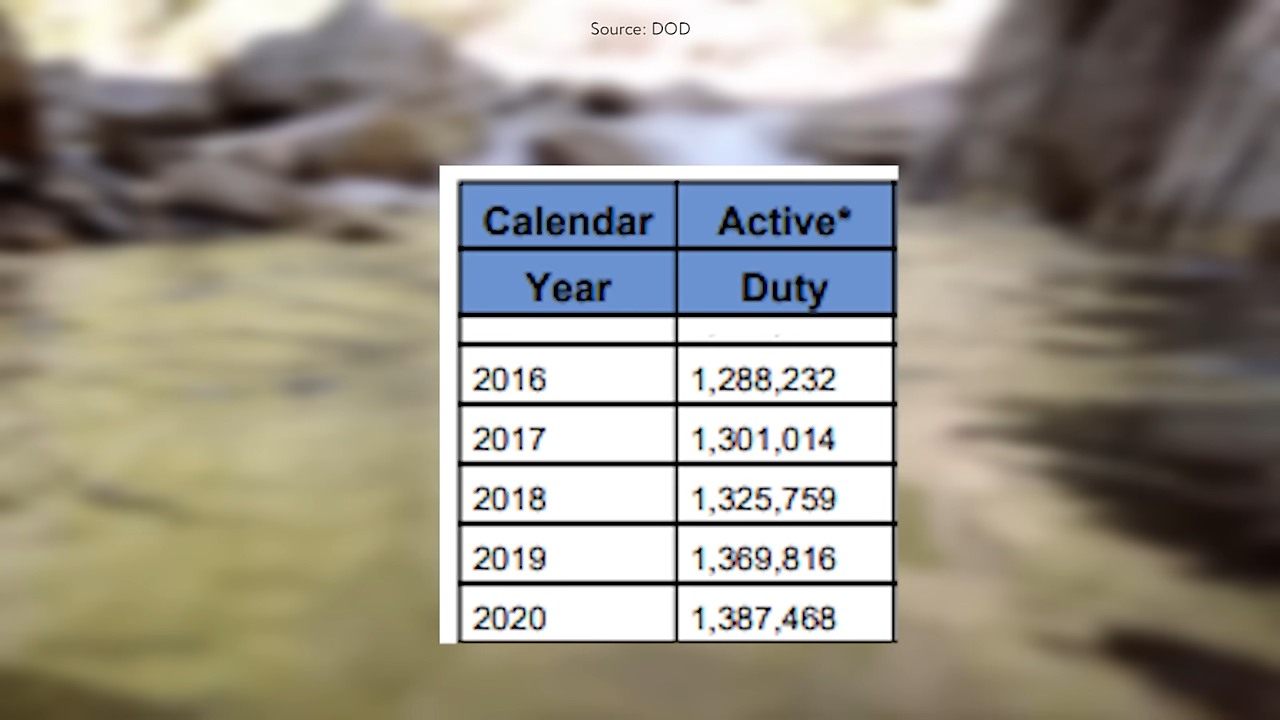 Source: DOD
Calendar Active*
Year Duty
2016 1,288,232
2017 1,301,014
2018 1,325,759
2019 1,369,816
2020 1,387,468